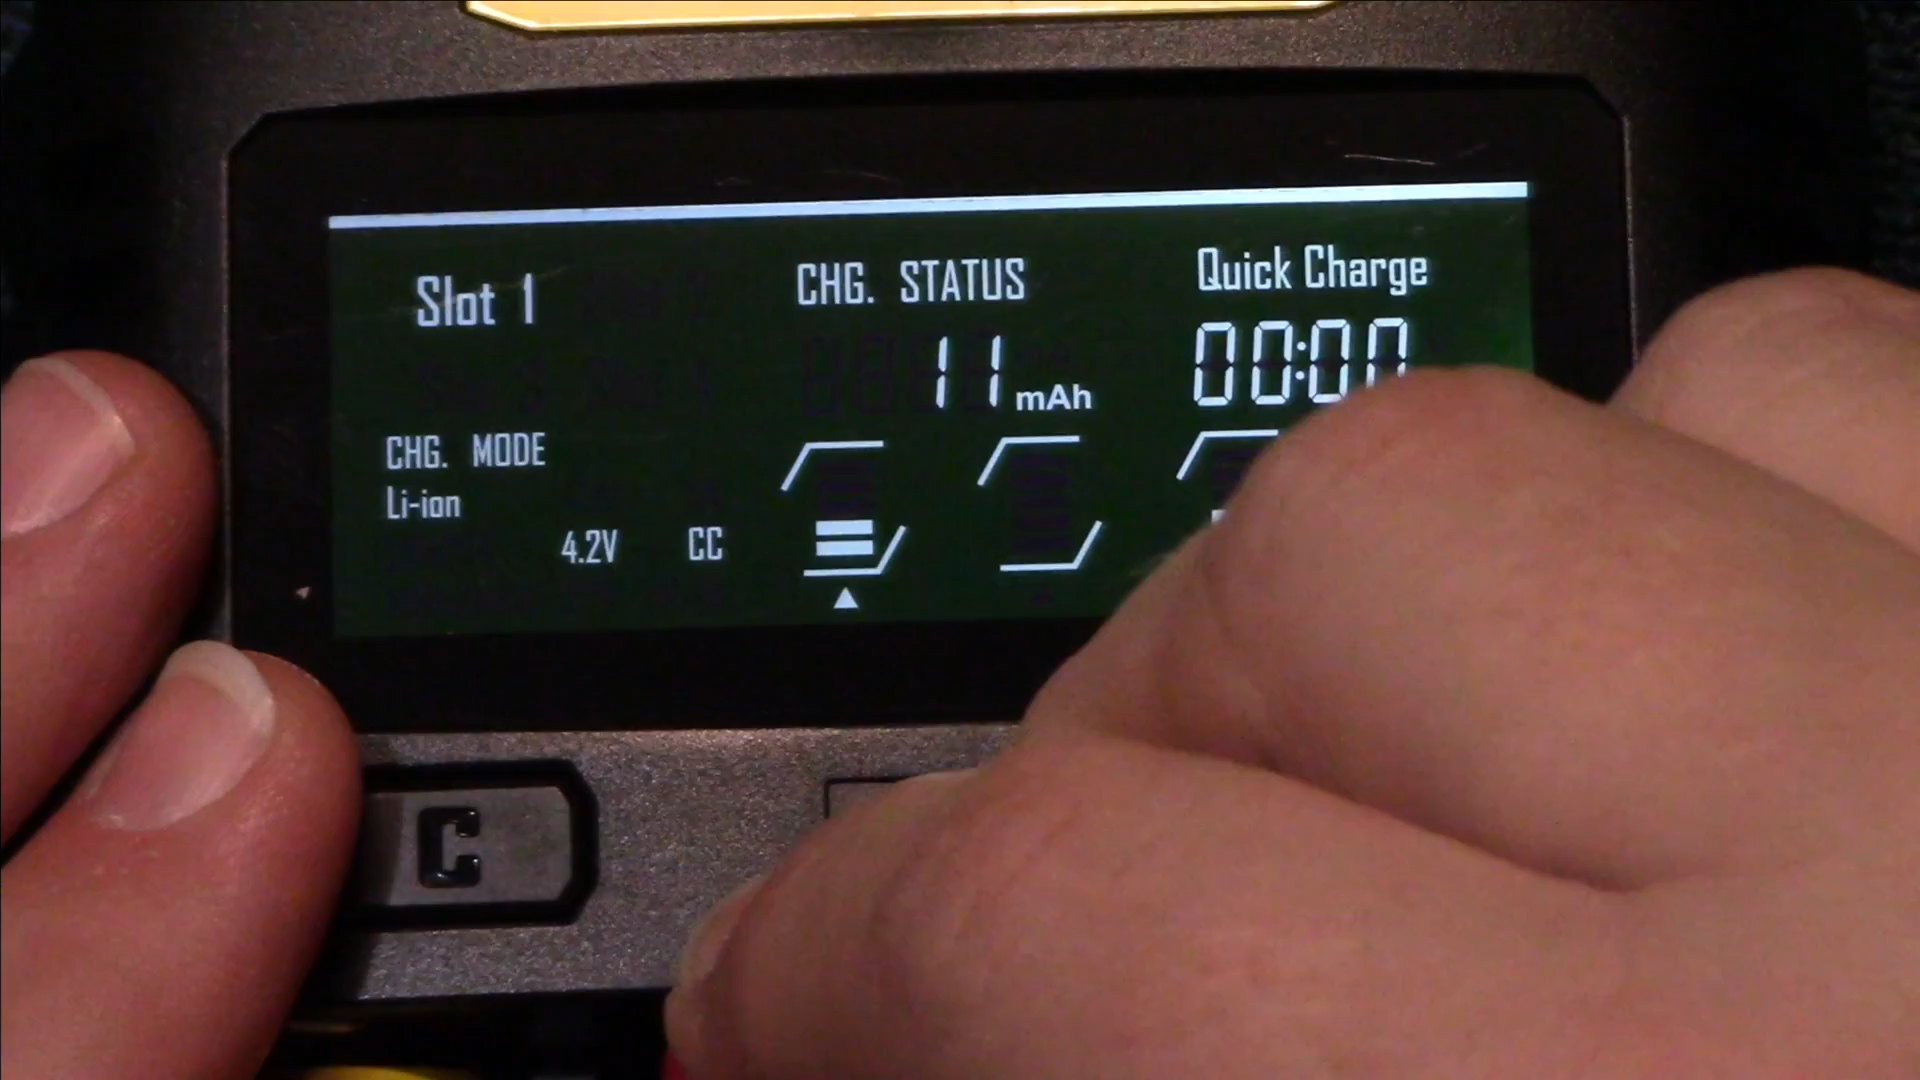 Slot 1
CHG. STATUS
Quick Charge
11 mAh
00:00
CHG. MODE
Li-ion
4.2V CC
C